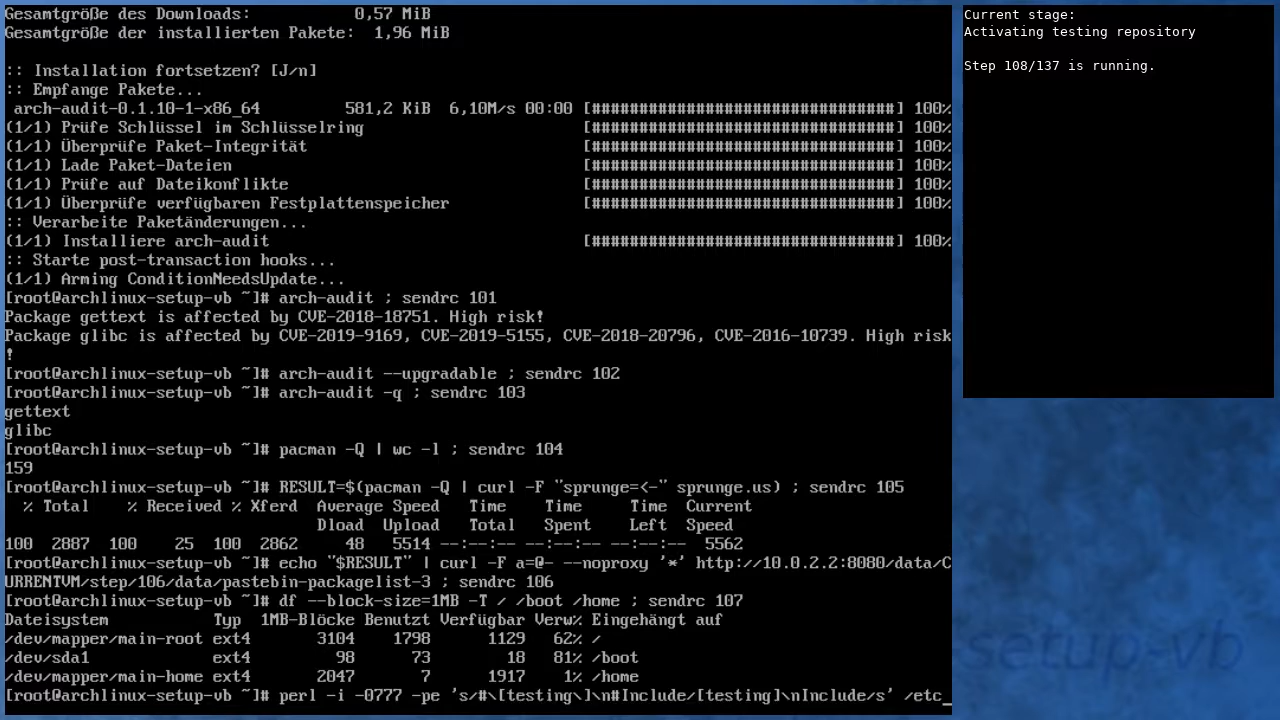 Gesamtgröße des Downloads:           0,57 MiB
Gesamtgröße der installierten Pakete:  1,96 MiB
:: Installation fortsetzen? [J/n]
:: Empfange Pakete...
 arch-audit-0.1.10-1-x86_64         581,2 KiB  6,10M/s 00:00 [################################] 100%
(1/1) Prüfe Schlüssel im Schlüsselring                       [################################] 100%
(1/1) Überprüfe Paket-Integrität                             [################################] 100%
(1/1) Lade Paket-Dateien                                     [################################] 100%
(1/1) Prüfe auf Dateikonflikte                               [################################] 100%
(1/1) Überprüfe verfügbaren Festplattenspeicher              [################################] 100%
:: Verarbeite Paketänderungen...
(1/1) Installiere arch-audit                                 [################################] 100%
:: Starte post-transaction hooks...
(1/1) Arming ConditionNeedsUpdate...
[root@archlinux-setup-vb ~]# arch-audit ; sendrc 101
Package gettext is affected by CVE-2018-18751. High risk!
Package glibc is affected by CVE-2019-9169, CVE-2019-5155, CVE-2018-20796, CVE-2016-10739. High risk
!
[root@archlinux-setup-vb ~]# arch-audit --upgradable ; sendrc 102
[root@archlinux-setup-vb ~]# arch-audit -q ; sendrc 103
gettext
glibc
[root@archlinux-setup-vb ~]# pacman -Q | wc -l ; sendrc 104
159
[root@archlinux-setup-vb ~]# RESULT=$(pacman -Q | curl -F "sprunge=<-" sprunge.us) ; sendrc 105
  % Total    % Received % Xferd  Average Speed   Time    Time     Time  Current
                                 Dload  Upload   Total   Spent    Left  Speed
100  2887  100    25  100  2862     48   5514 --:--:-- --:--:-- --:--:--  5562
[root@archlinux-setup-vb ~]# echo "$RESULT" | curl -F a=@- --noproxy '*' http://10.0.2.2:8080/data/C
URRENTVM/step/106/data/pastebin-packagelist-3 ; sendrc 106
[root@archlinux-setup-vb ~]# df --block-size=1MB -T / /boot /home ; sendrc 107
Dateisystem           Typ  1MB-Blöcke Benutzt Verfügbar Verw% Eingehängt auf
/dev/mapper/main-root ext4       3104    1798      1129   62% /
/dev/sda1             ext4         98      73        18   81% /boot
/dev/mapper/main-home ext4       2047       7      1917    1% /home
[root@archlinux-setup-vb ~]# perl -i -0777 -pe 's/#\[testing\]\n#Include/[testing]\nInclude/s' /etc_
Current stage:
Activating testing repository
Step 108/137 is running.
setup-vb